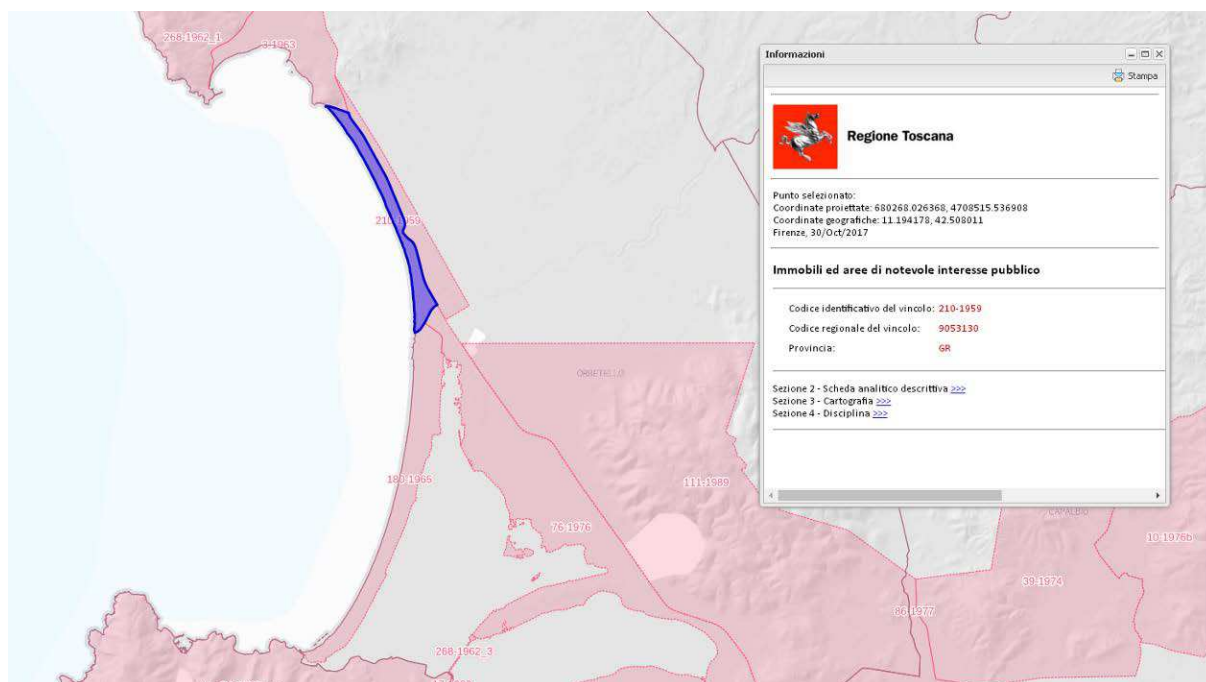 268-1962_1
3-1963
210-1959
ORBETELLO
180-1965
111-1989
76-1976
268-1962_3
86-1977
39-1974
CAPALBIO
10-1976b
Informazioni
Stampa
Regione Toscana
Punto selezionato:
Coordinate proiettate: 680268.026368, 4708515.536908
Coordinate geografiche: 11.194178, 42.508011
Firenze, 30/Oct/2017
Immobili ed aree di notevole interesse pubblico
Codice identificativo del vincolo: 210-1959
Codice regionale del vincolo: 9053130
Provincia: GR
Sezione 2 - Scheda analitico descrittiva >>>
Sezione 3 - Cartografia >>>
Sezione 4 - Disciplina >>>